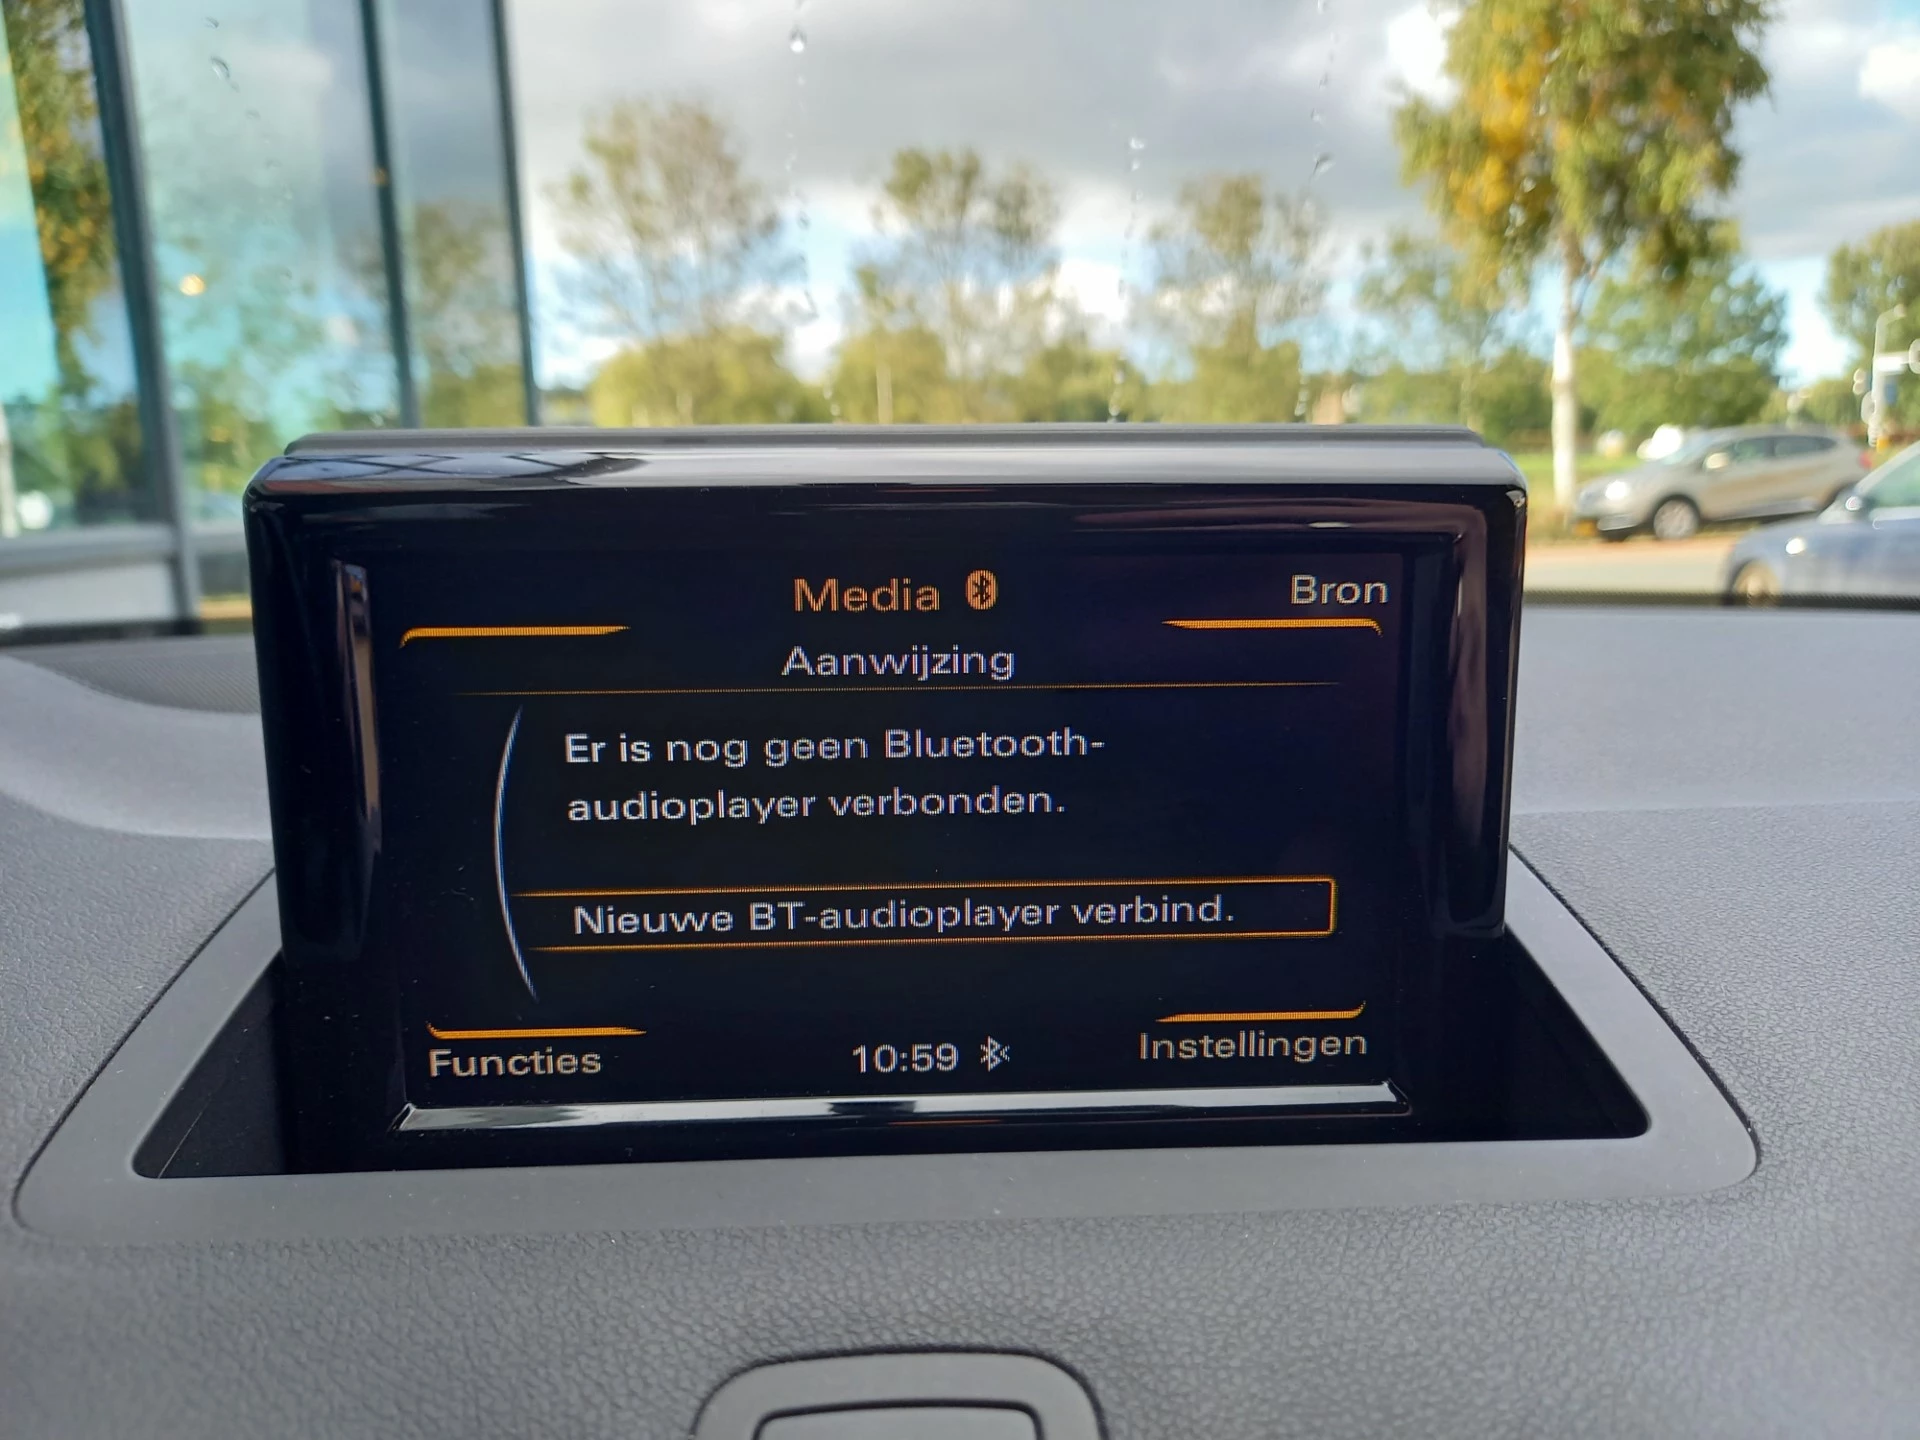 Media
Bron
Aanwijzing
Er is nog geen Bluetooth-
audioplayer verbonden.
Nieuwe BT-audioplayer verbind.
Functies
10:59
Instellingen